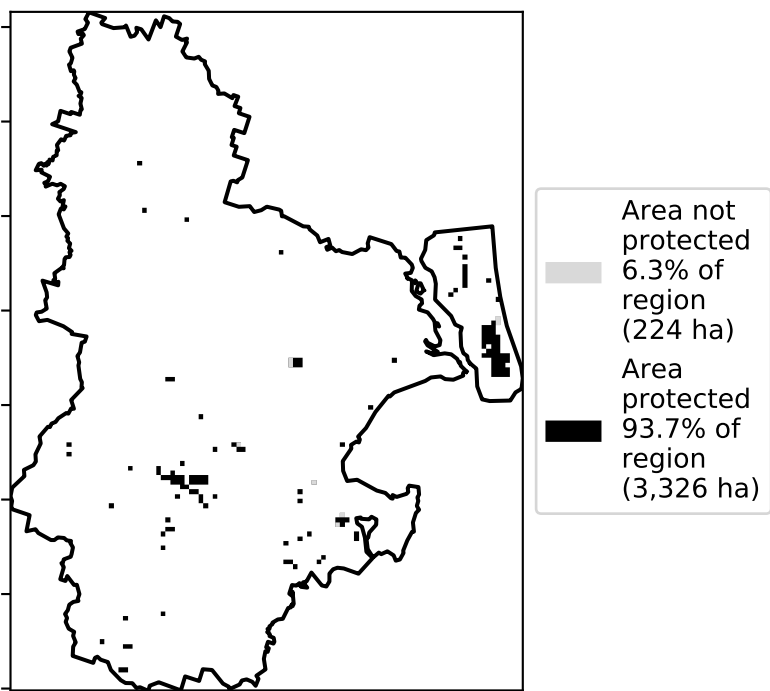 Area not
protected
6.3% of
region
(224 ha)
Area
protected
93.7% of
region
(3,326 ha)